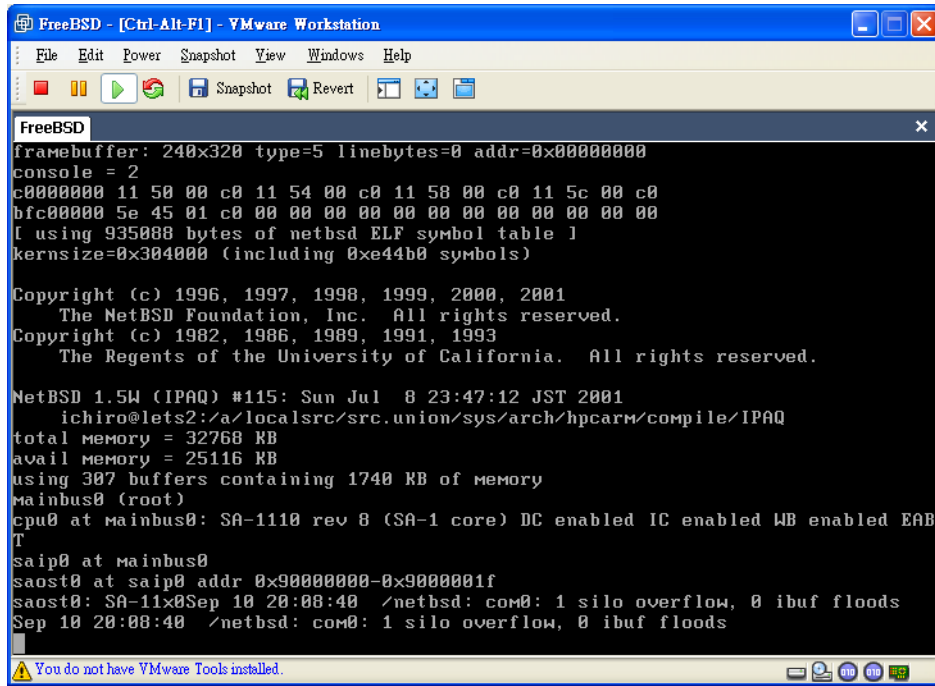 FreeBSD - [Ctrl-Alt-F1] - VMware Workstation
File Edit Power Snapshot View Windows Help
Snapshot Revert
FreeBSD
framebuffer: 240x320 type=5 linebytes=0 addr=0x00000000
console = 2
c0000000 11 50 00 c0 11 54 00 c0 11 58 00 c0 11 5c 00 c0
bfc00000 5e 45 01 c0 00 00 00 00 00 00 00 00 00 00 00 00
[ using 935088 bytes of netbsd ELF symbol table ]
kernsize=0x304000 (including 0xe44b0 symbols)
Copyright (c) 1996, 1997, 1998, 1999, 2000, 2001
The NetBSD Foundation, Inc.  All rights reserved.
Copyright (c) 1982, 1986, 1989, 1991, 1993
The Regents of the University of California.  All rights reserved.
NetBSD 1.5W (IPAQ) #115: Sun Jul  8 23:47:12 JST 2001
ichiro@lets2:/a/localsrc/src.union/sys/arch/hpcarm/compile/IPAQ
total memory = 32768 KB
avail memory = 25116 KB
using 307 buffers containing 1740 KB of memory
mainbus0 (root)
cpu0 at mainbus0: SA-1110 rev 8 (SA-1 core) DC enabled IC enabled WB enabled EAB
T
saip0 at mainbus0
saost0 at saip0 addr 0x90000000-0x9000001f
saost0: SA-11x0Sep 10 20:08:40  /netbsd: com0: 1 silo overflow, 0 ibuf floods
Sep 10 20:08:40  /netbsd: com0: 1 silo overflow, 0 ibuf floods
You do not have VMware Tools installed.